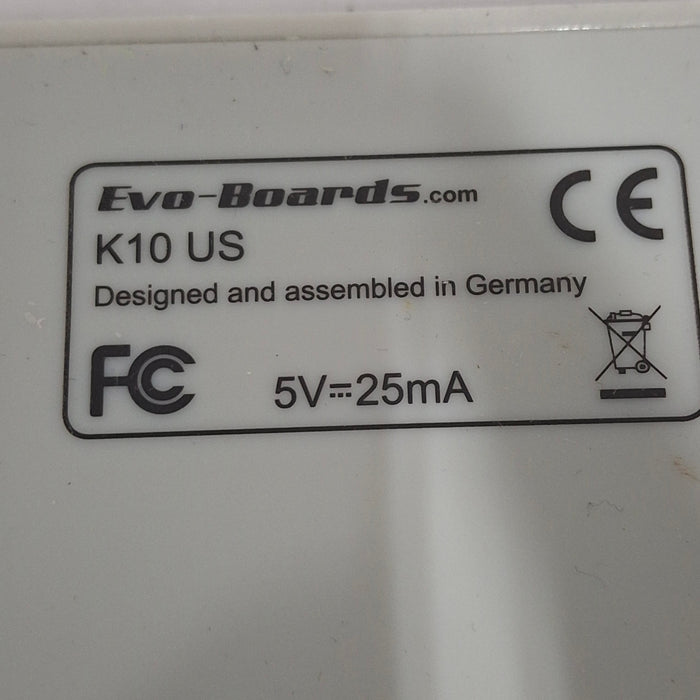 Evo-Boards.com
K10 US
Designed and assembled in Germany
CE
FC
5V⎓25mA